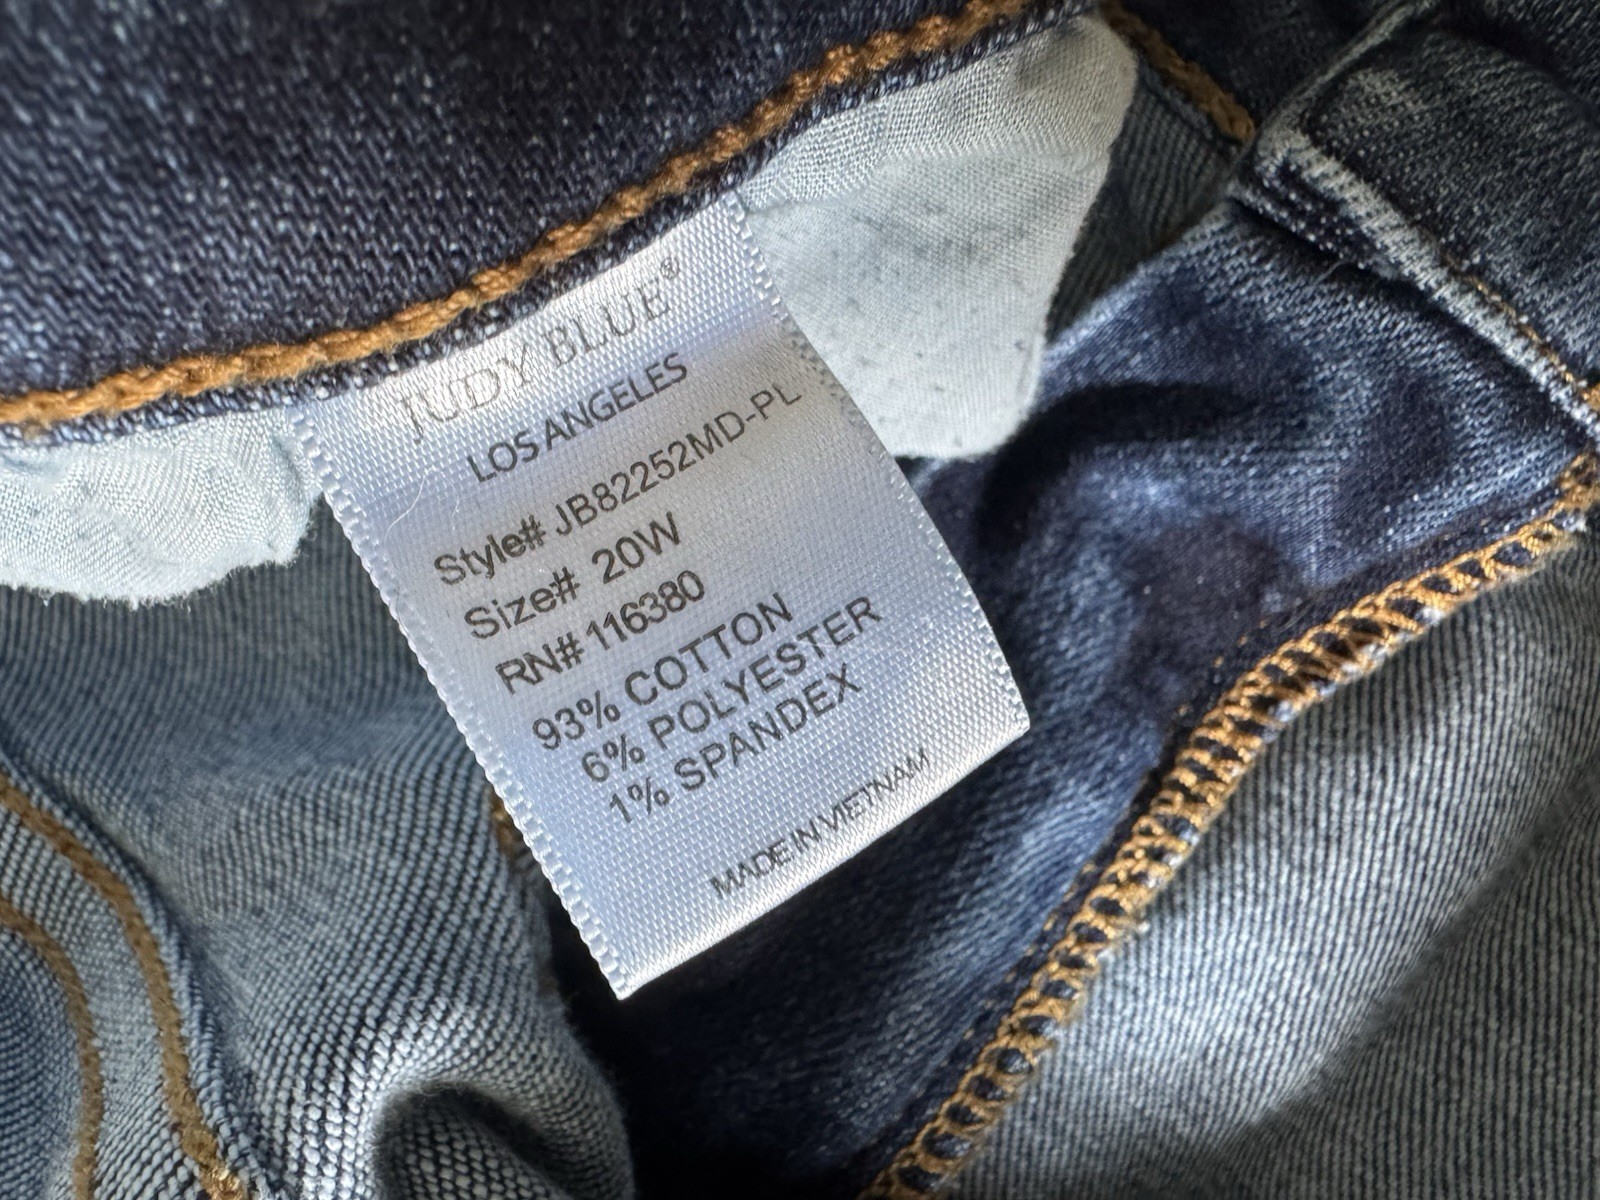 JUDY BLUE®
LOS ANGELES
Style# JB82252MD-PL
Size# 20W
RN# 116380
93% COTTON
6% POLYESTER
1% SPANDEX
MADE IN VIETNAM